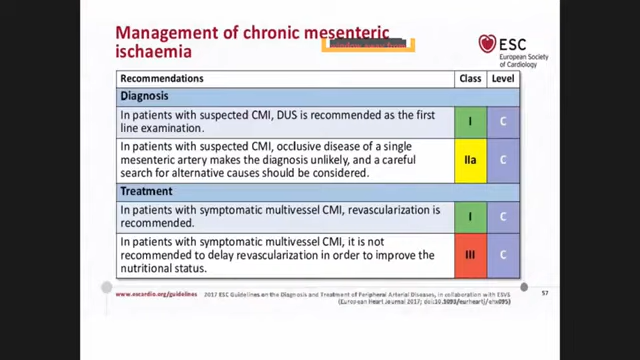 Management of chronic mesenteric
ischaemia
ESC
European Society
of Cardiology
Recommendations Class Level
Diagnosis
In patients with suspected CMI, DUS is recommended as the first
line examination.
I C
In patients with suspected CMI, occlusive disease of a single
mesenteric artery makes the diagnosis unlikely, and a careful
search for alternative causes should be considered.
IIa C
Treatment
In patients with symptomatic multivessel CMI, revascularization is
recommended.
I C
In patients with symptomatic multivessel CMI, it is not
recommended to delay revascularization in order to improve the
nutritional status.
III C
www.escardio.org/guidelines
2017 ESC Guidelines on the Diagnosis and Treatment of Peripheral Arterial Diseases, in collaboration with ESVS
(European Heart Journal 2017; doi:10.1093/eurheartj/ehx095)
57